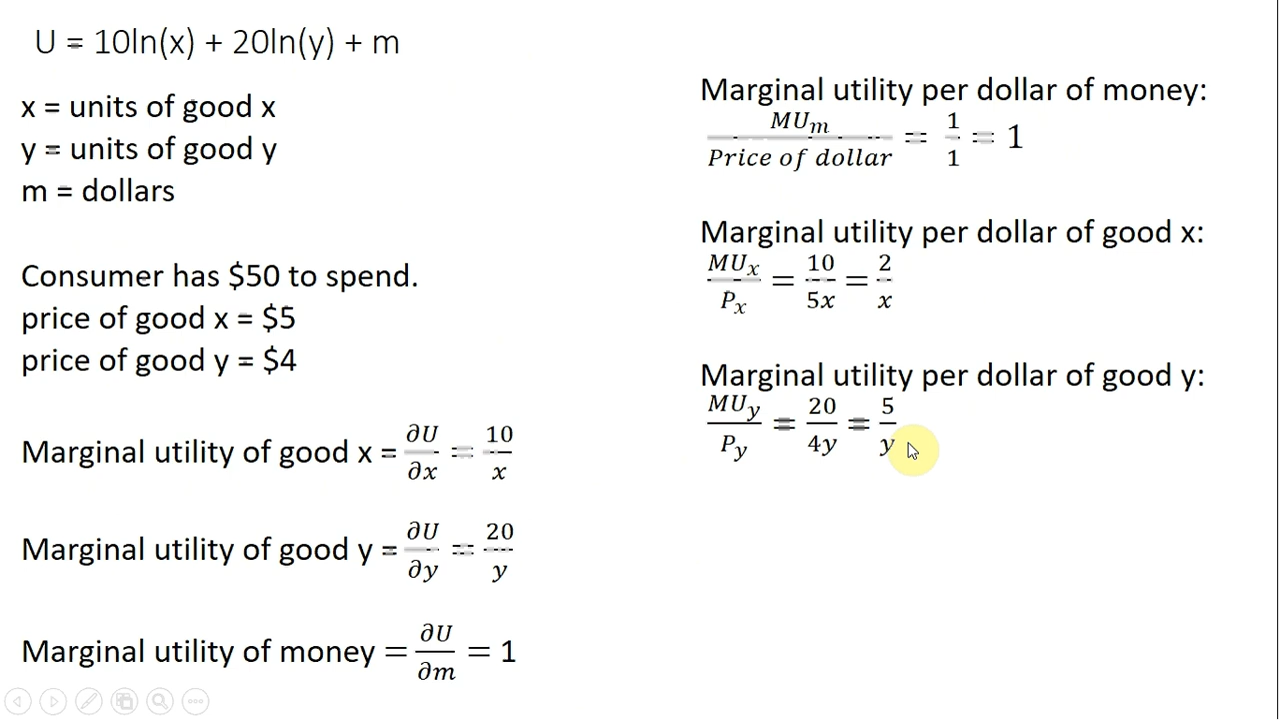 U = 10ln(x) + 20ln(y) + m
x = units of good x
y = units of good y
m = dollars
Consumer has $50 to spend.
price of good x = $5
price of good y = $4
Marginal utility of good x = ∂U/∂x = 10/x
Marginal utility of good y = ∂U/∂y = 20/y
Marginal utility of money = ∂U/∂m = 1
Marginal utility per dollar of money:
MUₘ/Price of dollar = 1/1 = 1
Marginal utility per dollar of good x:
MUₓ/Pₓ = 10/5x = 2/x
Marginal utility per dollar of good y:
MU_y/P_y = 20/4y = 5/y